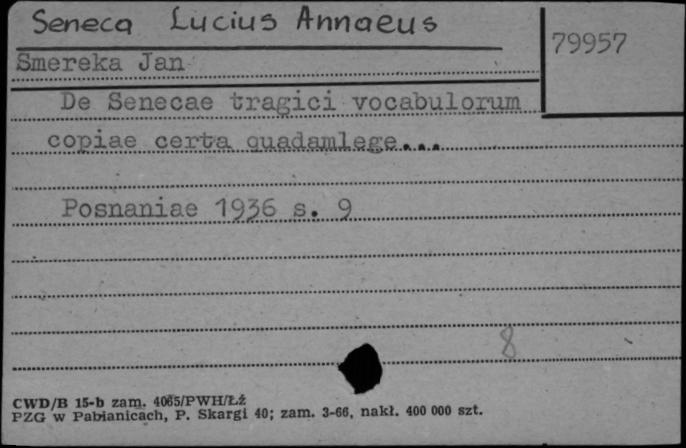 Seneca Lucius Annaeus
79957
Smereka Jan
De Senecae tragici vocabulorum
copiae certa quadamlege...
Posnaniae 1936 s. 9
8
CWD/B 15-b zam. 4065/PWH/Łź
PZG w Pabianicach, P. Skargi 40; zam. 3-66, nakł. 400 000 szt.